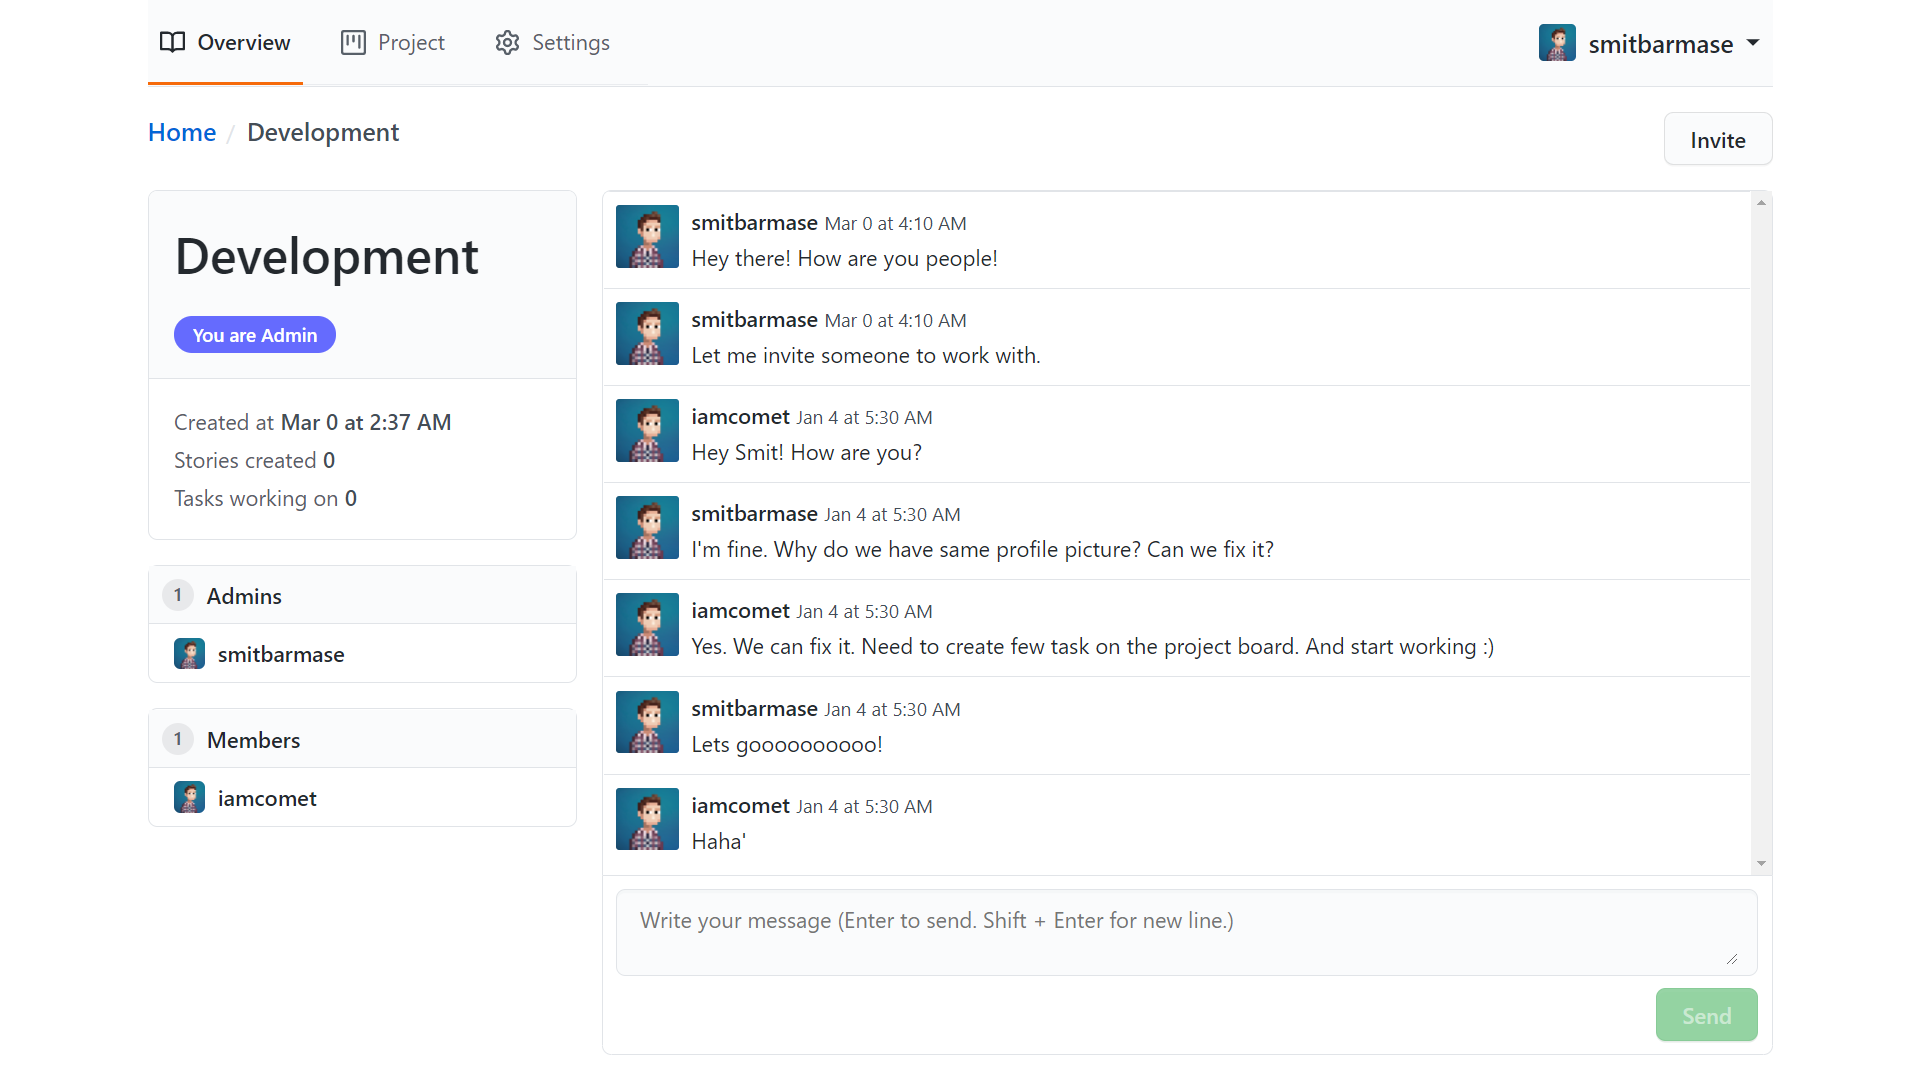 Overview Project Settings smitbarmase
Home / Development
Invite
Development
You are Admin
Created at Mar 0 at 2:37 AM
Stories created 0
Tasks working on 0
1 Admins
smitbarmase
1 Members
iamcomet
smitbarmase Mar 0 at 4:10 AM
Hey there! How are you people!
smitbarmase Mar 0 at 4:10 AM
Let me invite someone to work with.
iamcomet Jan 4 at 5:30 AM
Hey Smit! How are you?
smitbarmase Jan 4 at 5:30 AM
I'm fine. Why do we have same profile picture? Can we fix it?
iamcomet Jan 4 at 5:30 AM
Yes. We can fix it. Need to create few task on the project board. And start working :)
smitbarmase Jan 4 at 5:30 AM
Lets goooooooooo!
iamcomet Jan 4 at 5:30 AM
Haha'
Write your message (Enter to send. Shift + Enter for new line.)
Send